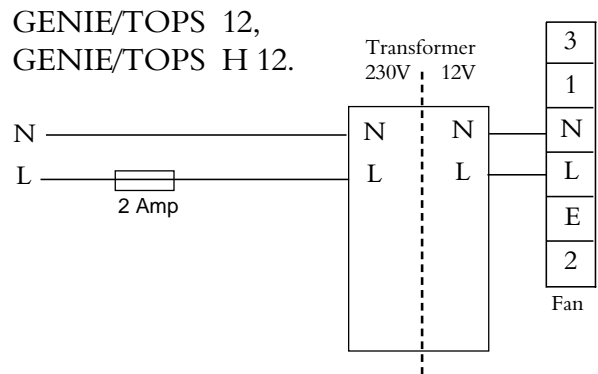 GENIE/TOPS 12,
GENIE/TOPS H 12.
Transformer
230V 12V
3
1
N N N N
L L L L
2 Amp
E
2
Fan